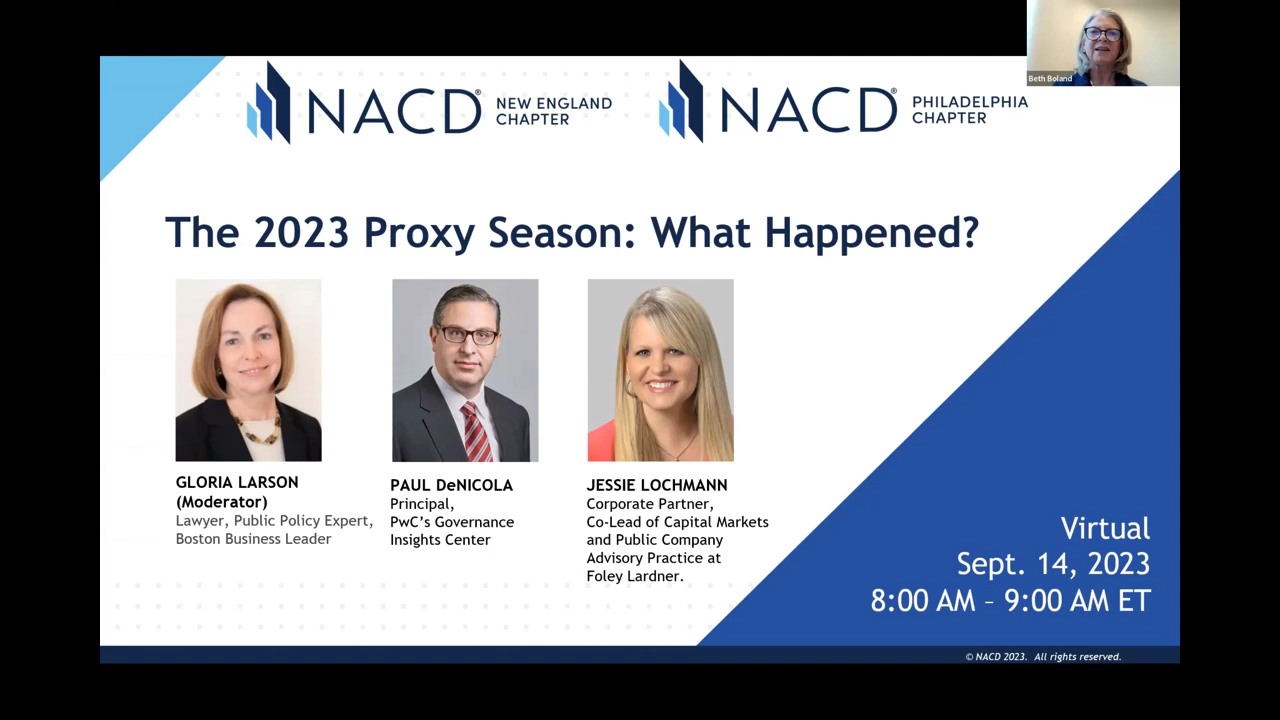 Beth Boland
NACD® NEW ENGLAND
CHAPTER
NACD® PHILADELPHIA
CHAPTER
The 2023 Proxy Season: What Happened?
GLORIA LARSON
(Moderator)
Lawyer, Public Policy Expert,
Boston Business Leader
PAUL DeNICOLA
Principal,
PwC's Governance
Insights Center
JESSIE LOCHMANN
Corporate Partner,
Co-Lead of Capital Markets
and Public Company
Advisory Practice at
Foley Lardner.
Virtual
Sept. 14, 2023
8:00 AM – 9:00 AM ET
© NACD 2023. All rights reserved.